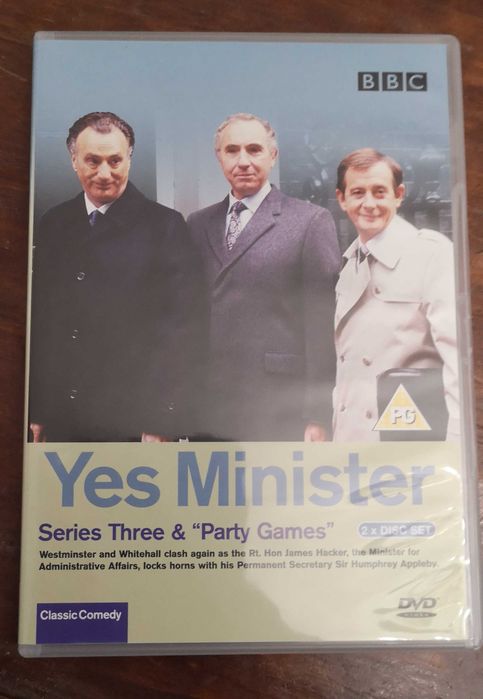 BBC
PG
Yes Minister
Series Three & "Party Games" 2 x DISC SET
Westminster and Whitehall clash again as the Rt. Hon James Hacker, the Minister for
Administrative Affairs, locks horns with his Permanent Secretary Sir Humphrey Appleby.
Classic Comedy
DVD
VIDEO